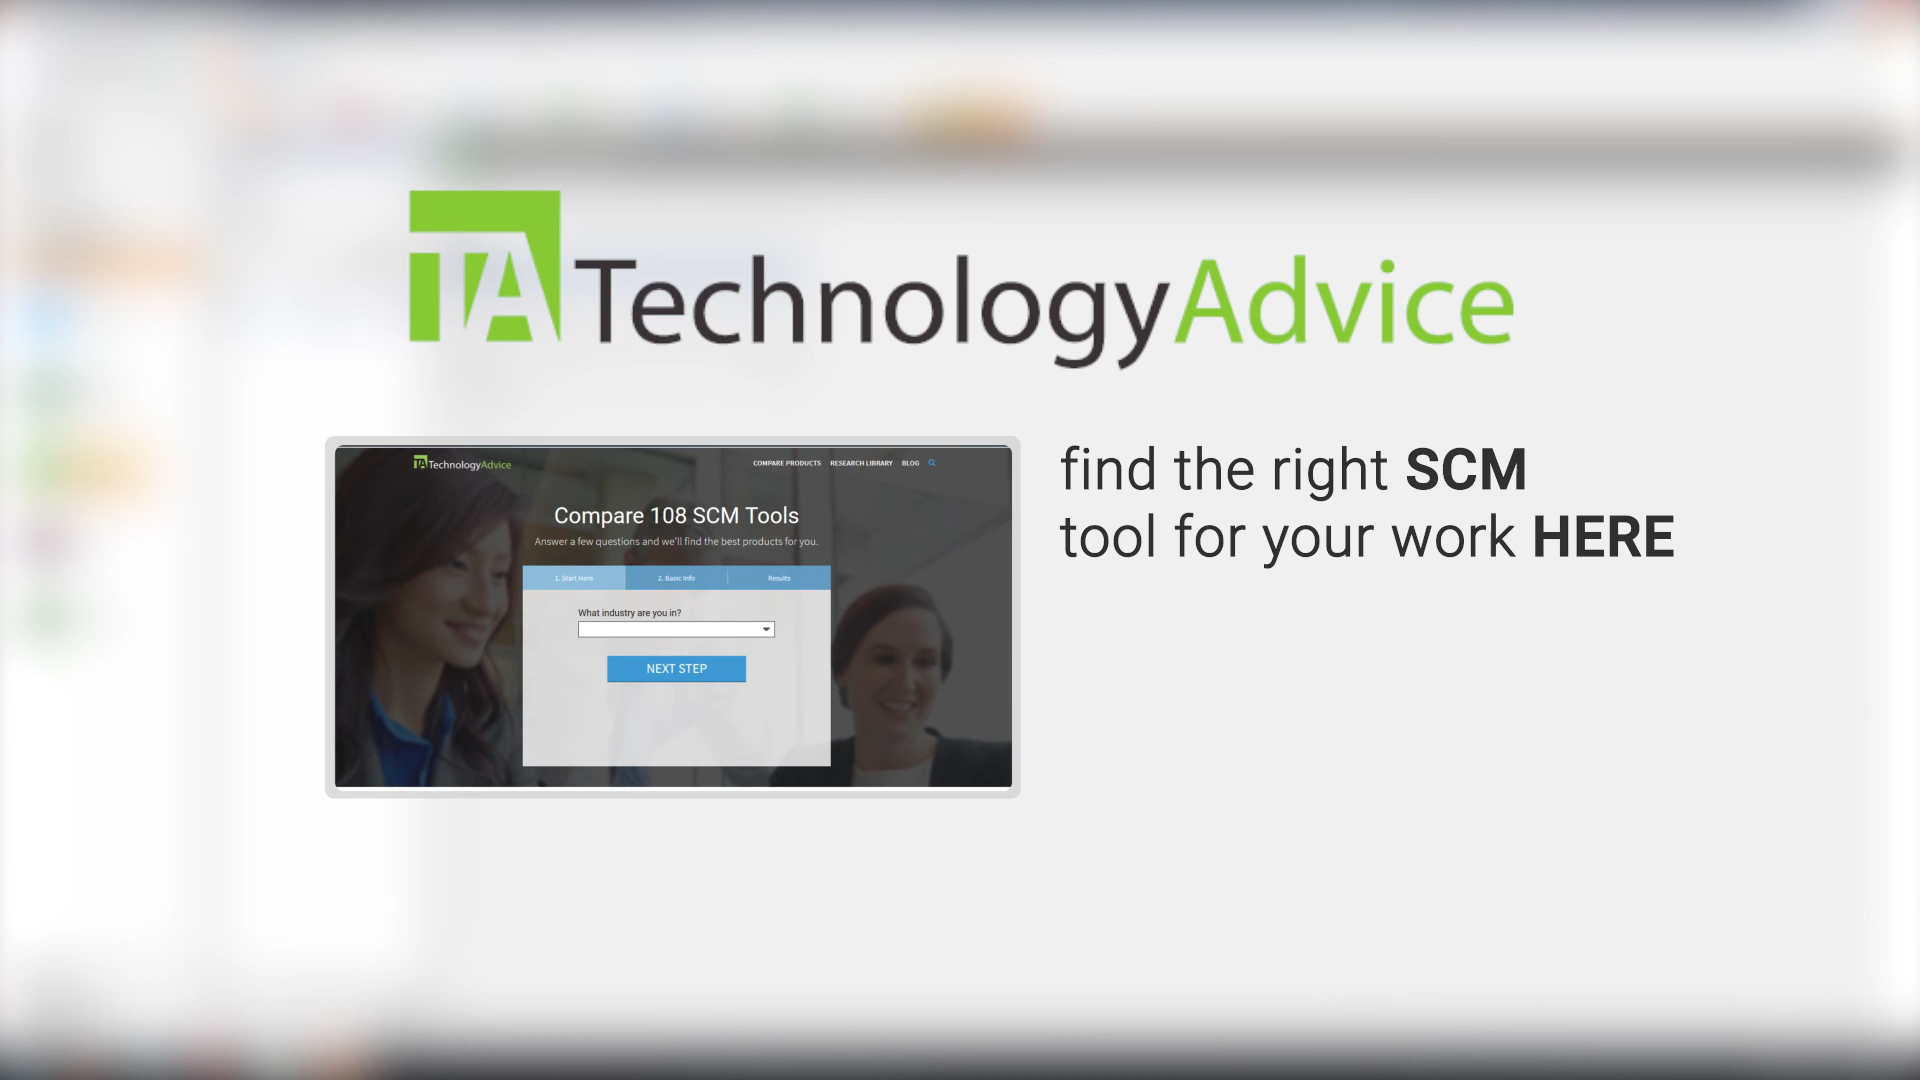 TA TechnologyAdvice
TA TechnologyAdvice
COMPARE PRODUCTS RESEARCH LIBRARY BLOG
Compare 108 SCM Tools
Answer a few questions and we'll find the best products for you.
1. Start Here 2. Basic Info Results
What industry are you in?
NEXT STEP
find the right SCM
tool for your work HERE